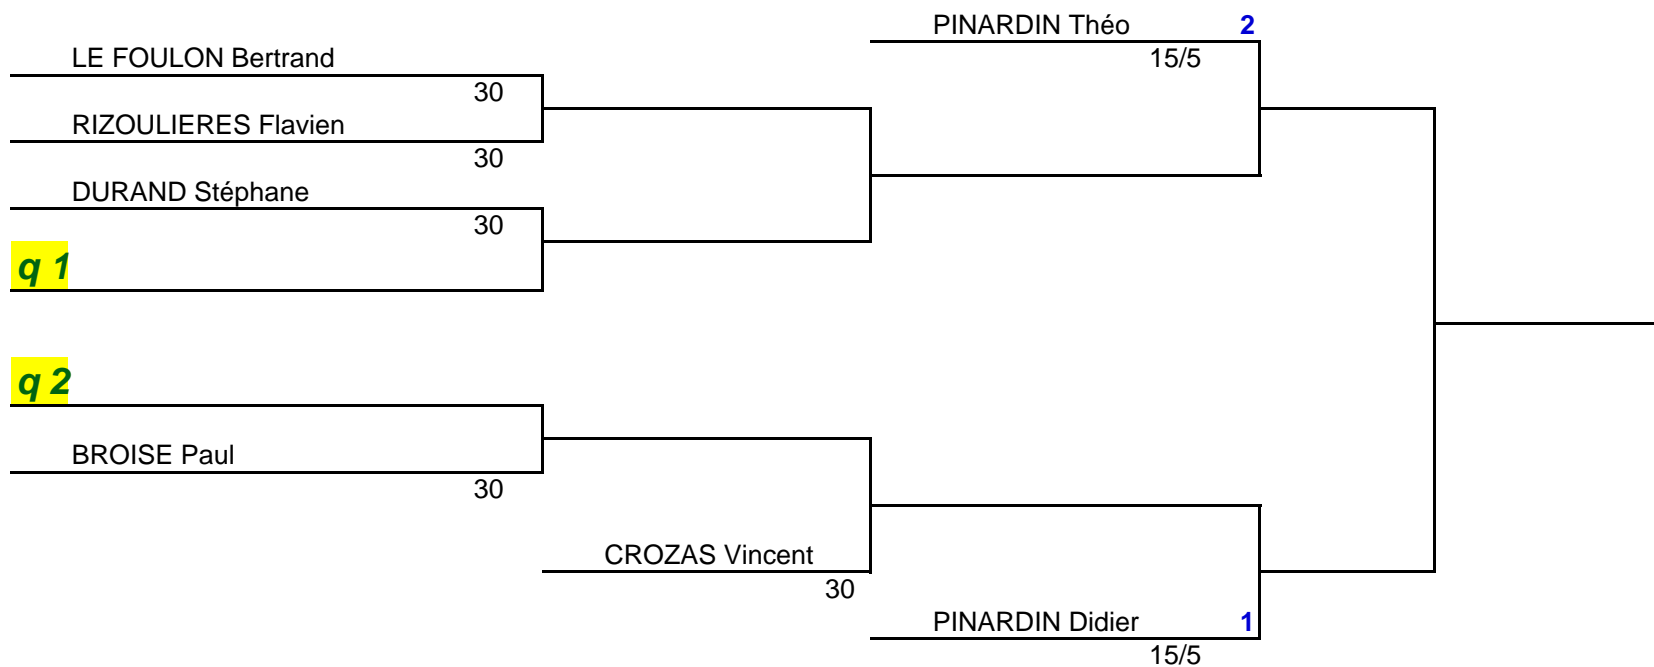 PINARDIN Théo 2
LE FOULON Bertrand
15/5
30
RIZOULIERES Flavien
30
DURAND Stéphane
30
q 1
q 2
BROISE Paul
30
CROZAS Vincent
30
PINARDIN Didier 1
15/5